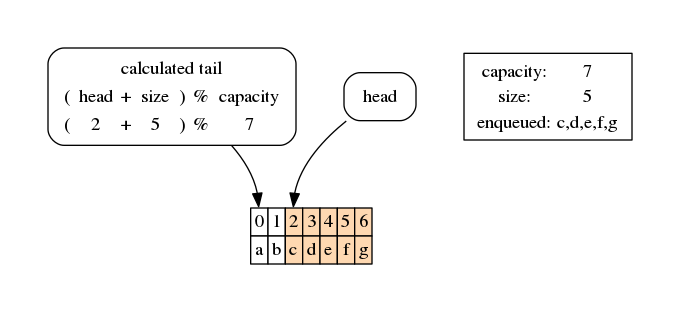 calculated tail
( head + size ) % capacity
( 2 + 5 ) % 7
head
capacity: 7
size: 5
enqueued: c,d,e,f,g
0 1 2 3 4 5 6
a b c d e f g